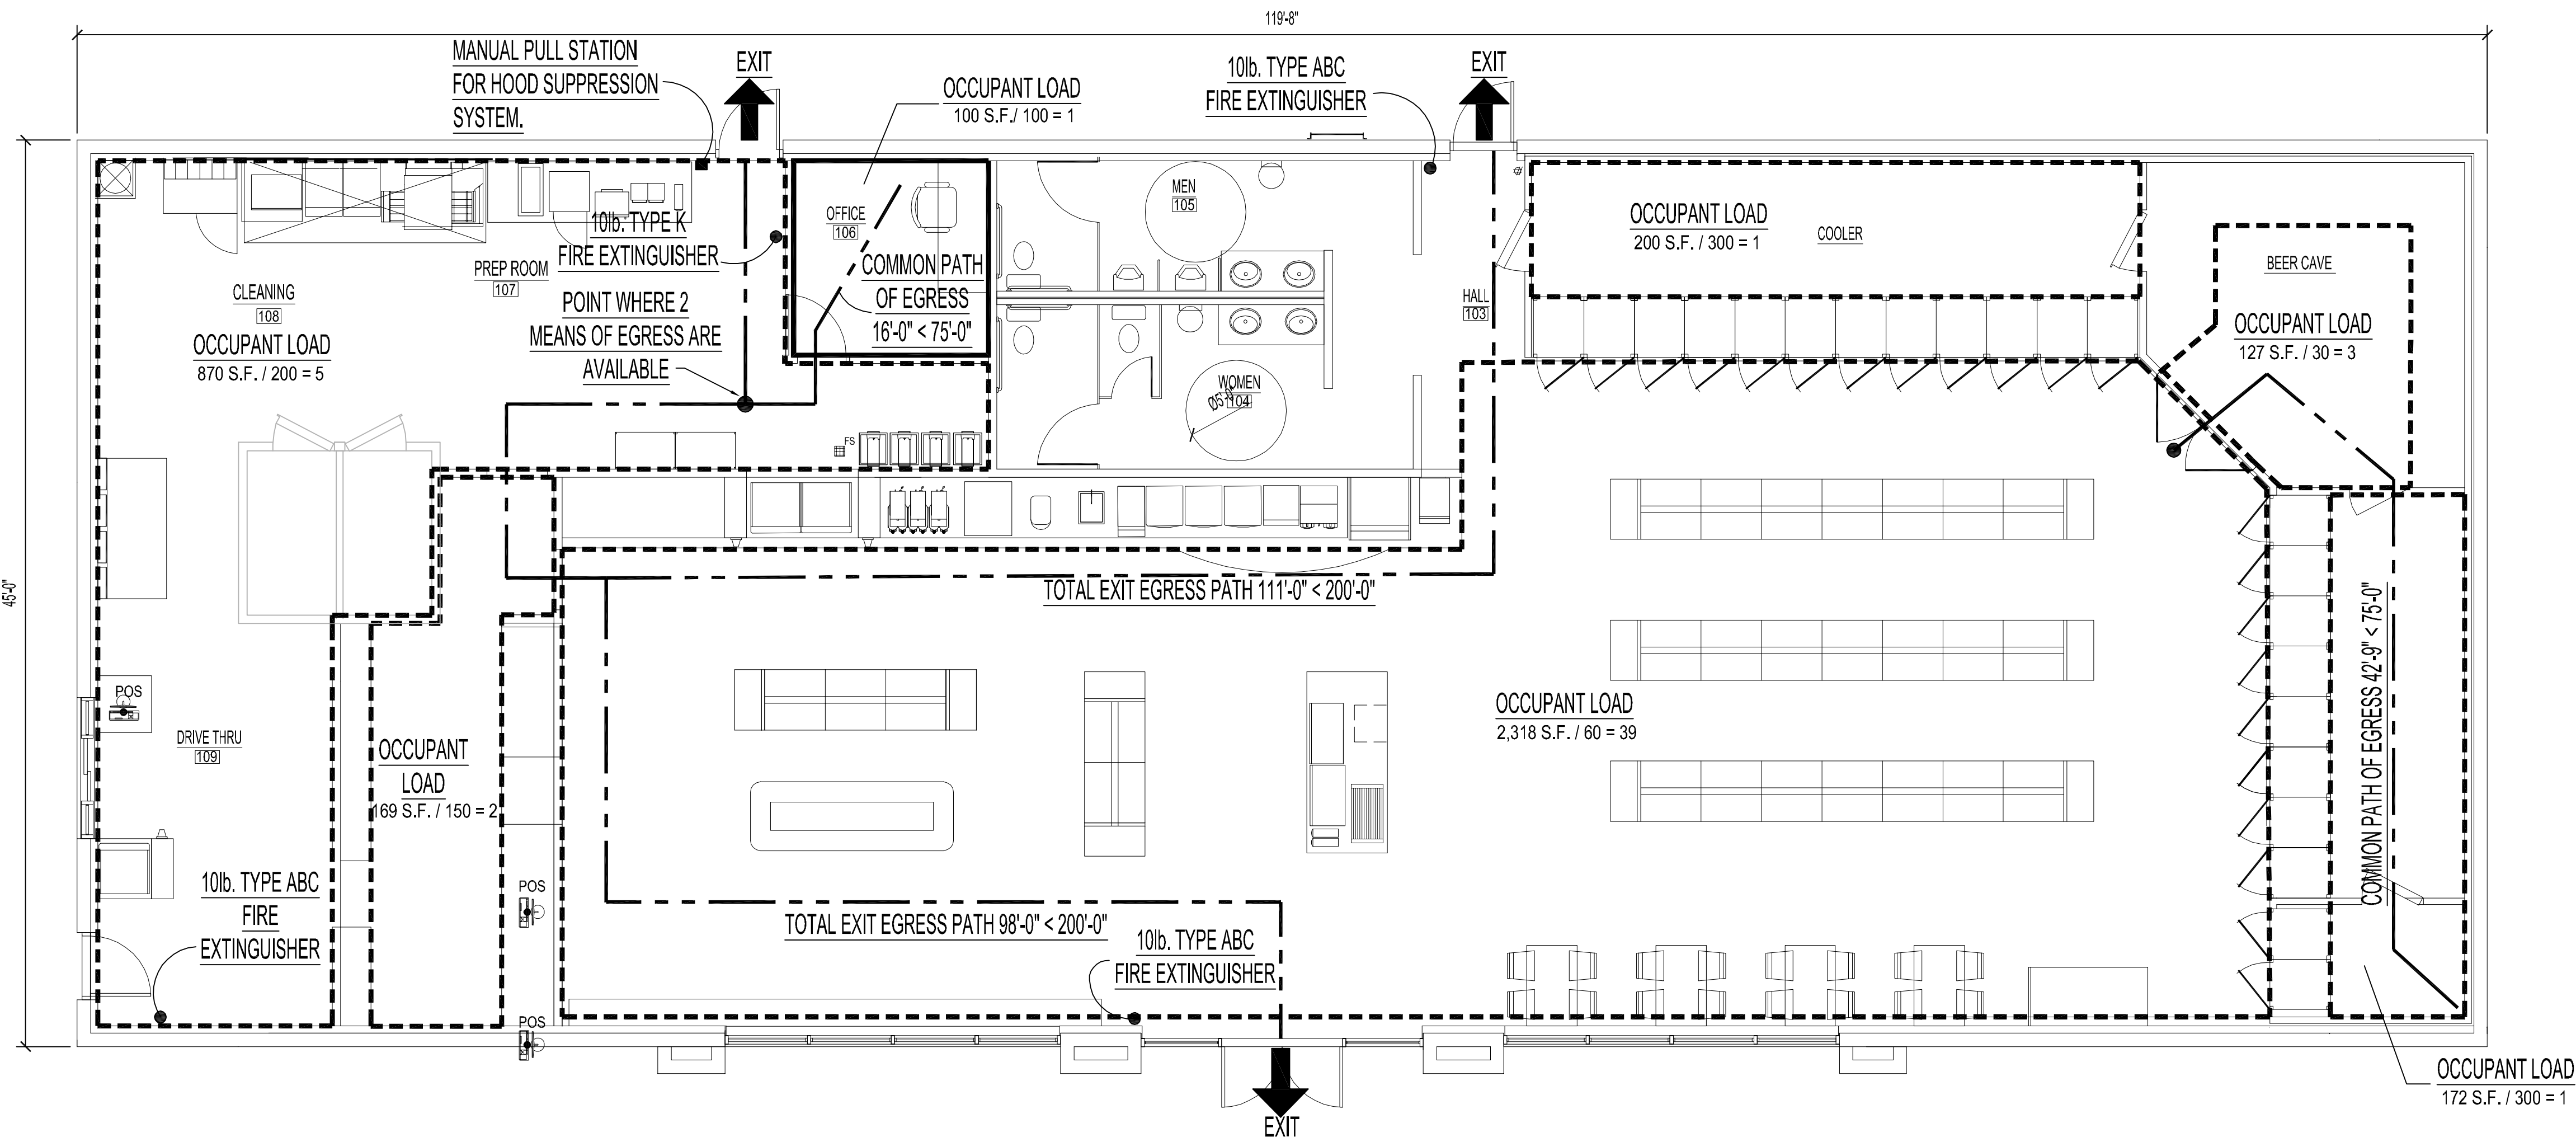 119'-8"
MANUAL PULL STATION
FOR HOOD SUPPRESSION
SYSTEM.
EXIT
OCCUPANT LOAD
100 S.F./ 100 = 1
10lb. TYPE ABC
FIRE EXTINGUISHER
EXIT
OFFICE
106
MEN
105
OCCUPANT LOAD
200 S.F. / 300 = 1
COOLER
BEER CAVE
10lb. TYPE K
FIRE EXTINGUISHER
COMMON PATH
OF EGRESS
16'-0" < 75'-0"
PREP ROOM
107
CLEANING
108
OCCUPANT LOAD
870 S.F. / 200 = 5
POINT WHERE 2
MEANS OF EGRESS ARE
AVAILABLE
HALL
103
OCCUPANT LOAD
127 S.F. / 30 = 3
WOMEN
104
Ø5'-0"
FS
45'-0"
TOTAL EXIT EGRESS PATH 111'-0" < 200'-0"
COMMON PATH OF EGRESS 42'-9" < 75'-0"
POS
DRIVE THRU
109
OCCUPANT
LOAD
169 S.F. / 150 = 2
OCCUPANT LOAD
2,318 S.F. / 60 = 39
10lb. TYPE ABC
FIRE
EXTINGUISHER
POS
TOTAL EXIT EGRESS PATH 98'-0" < 200'-0"
10lb. TYPE ABC
FIRE EXTINGUISHER
POS
OCCUPANT LOAD
172 S.F. / 300 = 1
EXIT